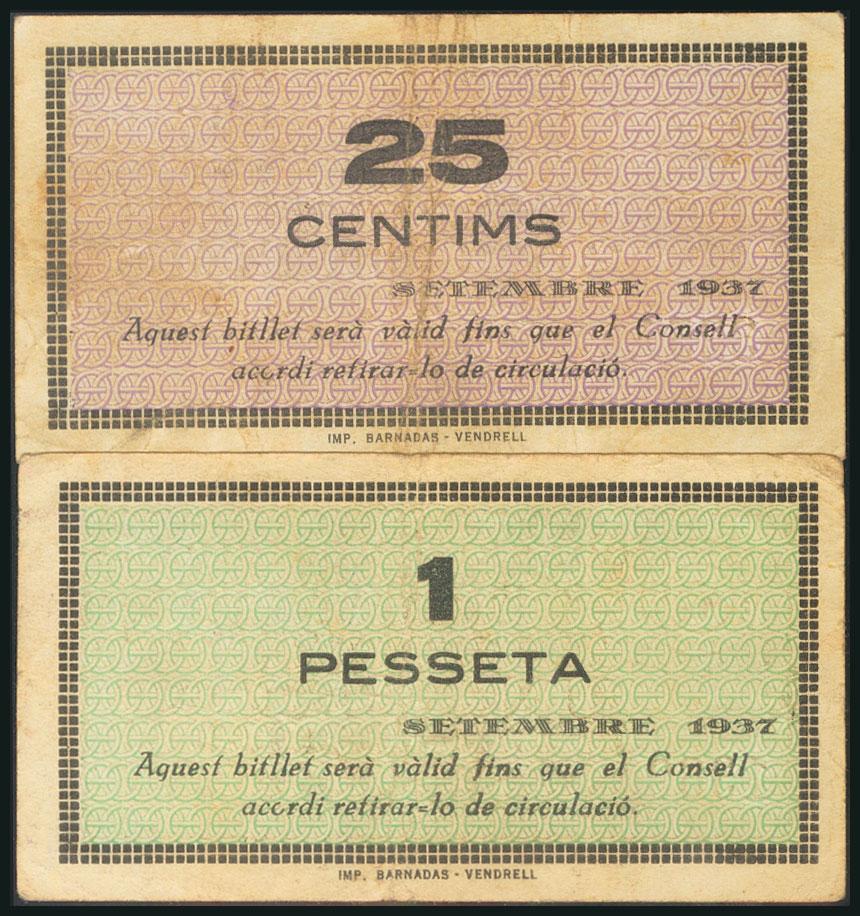 25
CENTIMS
SETEMBRE 1937
Aquest bitllet serà vàlid fins que el Consell
acordi retirar=lo de circulació.
IMP. BARNADAS - VENDRELL
1
PESSETA
SETEMBRE 1937
Aquest bitllet serà vàlid fins que el Consell
acordi retirar=lo de circulació.
IMP. BARNADAS - VENDRELL